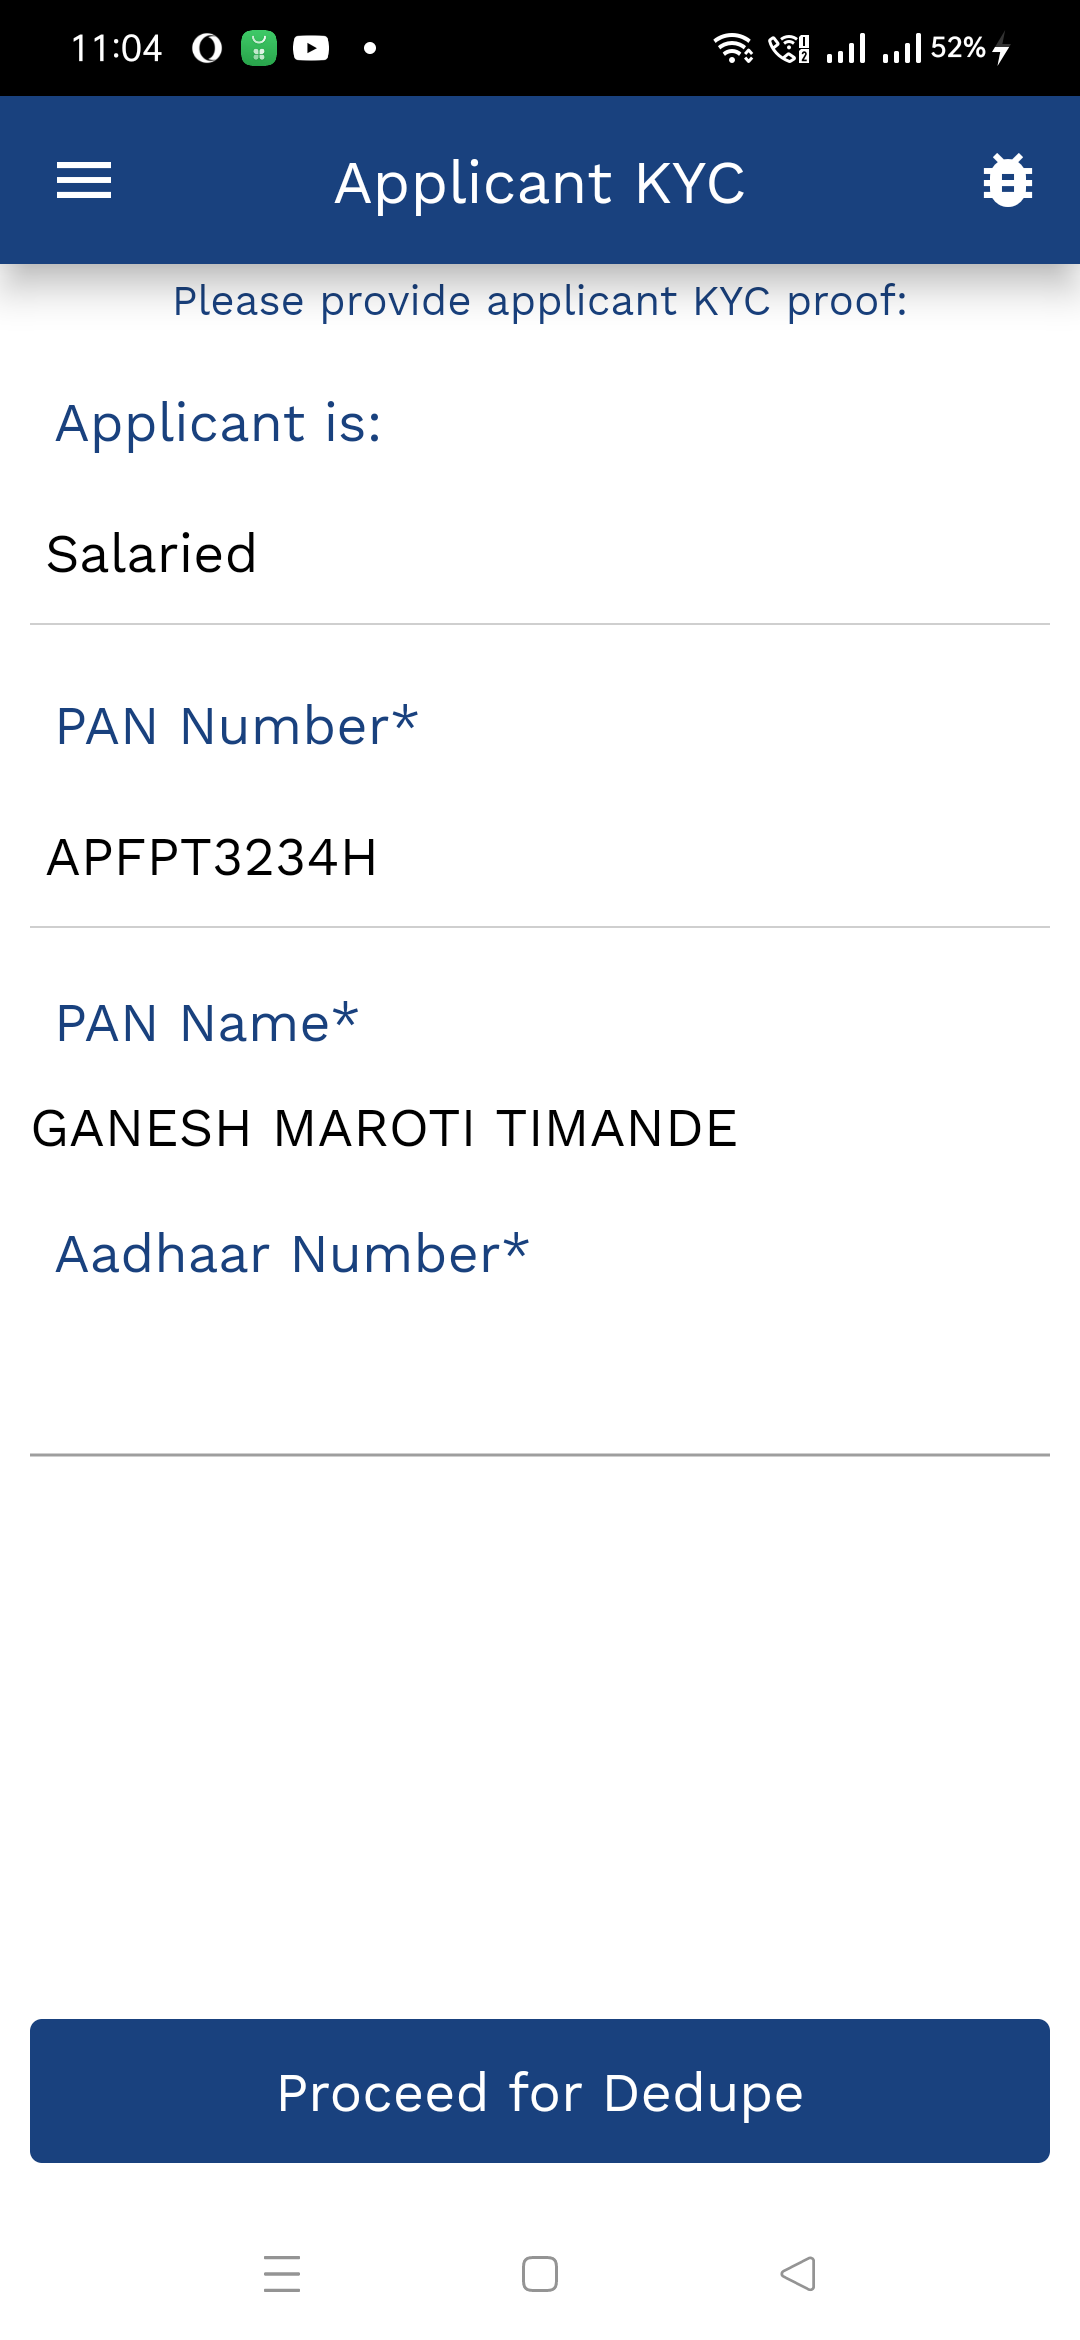 11:04
52%
Applicant KYC
Please provide applicant KYC proof:
Applicant is:
Salaried
PAN Number*
APFPT3234H
PAN Name*
GANESH MAROTI TIMANDE
Aadhaar Number*
Proceed for Dedupe